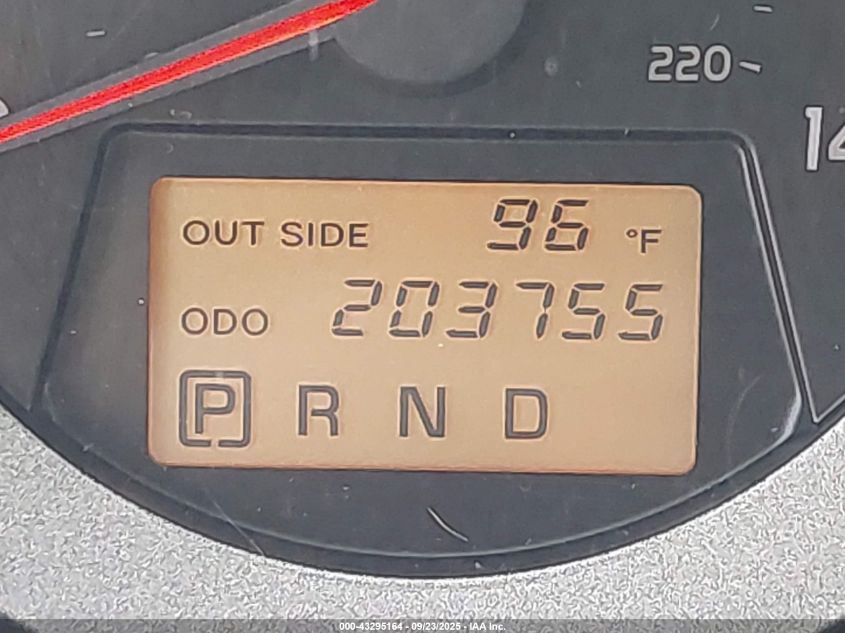 220
14
OUT SIDE 96 °F
ODO 203755
P R N D
000-43295164 - 09/23/2025 - IAA Inc.